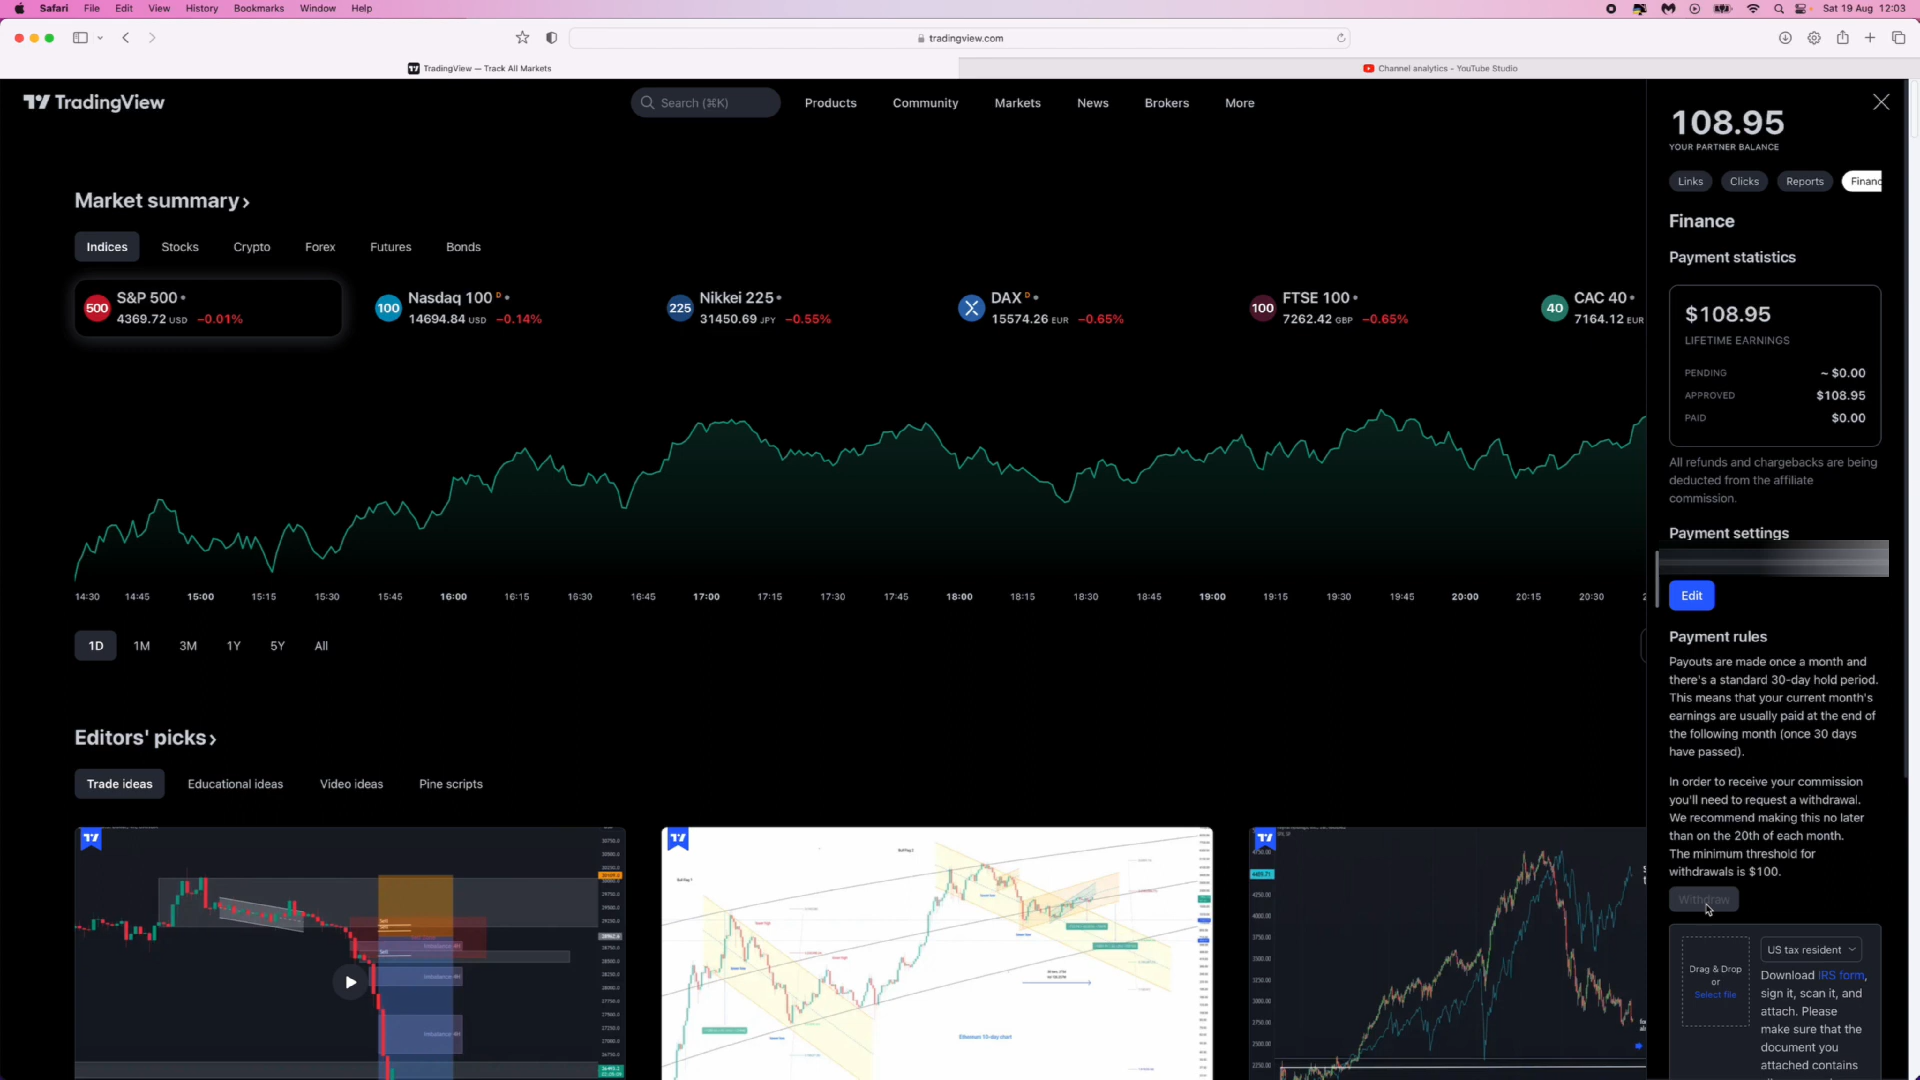 Safari File Edit View History Bookmarks Window Help
Sat 19 Aug 12:03
tradingview.com
TradingView — Track All Markets
Channel analytics - YouTube Studio
TradingView
Search (⌘K)
Products Community Markets News Brokers More
108.95
YOUR PARTNER BALANCE
Links Clicks Reports Financ
Market summary ›
Indices Stocks Crypto Forex Futures Bonds
500 S&P 500
4369.72 USD −0.01%
100 Nasdaq 100 D
14694.84 USD −0.14%
225 Nikkei 225
31450.69 JPY −0.55%
DAX D
15574.26 EUR −0.65%
100 FTSE 100
7262.42 GBP −0.65%
40 CAC 40
7164.12 EUR
14:30 14:45 15:00 15:15 15:30 15:45 16:00 16:15 16:30 16:45 17:00 17:15 17:30 17:45 18:00 18:15 18:30 18:45 19:00 19:15 19:30 19:45 20:00 20:15 20:30
1D 1M 3M 1Y 5Y All
Editors' picks ›
Trade ideas Educational ideas Video ideas Pine scripts
Finance
Payment statistics
$108.95
LIFETIME EARNINGS
PENDING ~ $0.00
APPROVED $108.95
PAID $0.00
All refunds and chargebacks are being
deducted from the affiliate
commission.
Payment settings
Edit
Payment rules
Payouts are made once a month and
there's a standard 30-day hold period.
This means that your current month's
earnings are usually paid at the end of
the following month (once 30 days
have passed).
In order to receive your commission
you'll need to request a withdrawal.
We recommend making this no later
than on the 20th of each month.
The minimum threshold for
withdrawals is $100.
Withdraw
Drag & Drop
or
Select file
US tax resident
Download IRS form,
sign it, scan it, and
attach. Please
make sure that the
document you
attached contains
Ethereum 10-day chart